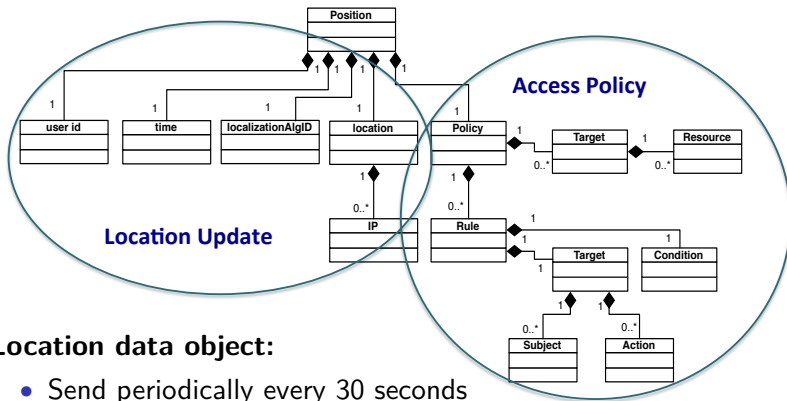 Position
1 1 1 1 1
Access Policy
1 1 1 1 1
user id time localizationAlgID location Policy Target Resource
1 1
0..* 0..*
1 1
0..* 0..*
IP Rule
Location Update
1
1
1 1
Target Condition
1 1
0..* 0..*
Subject Action
Location data object:
• Send periodically every 30 seconds